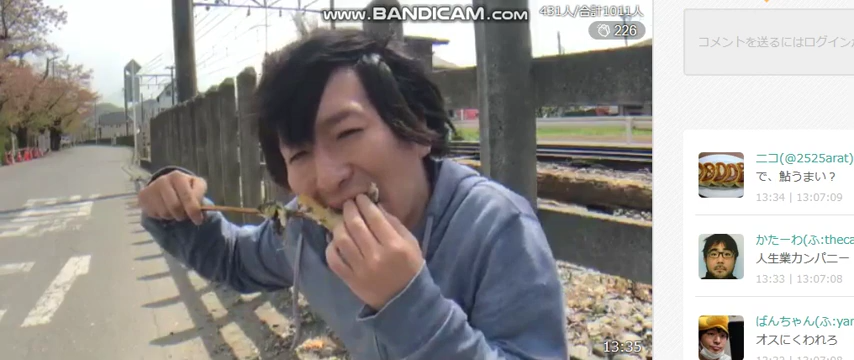 www.BANDICAM.com
431人/合計1011人
226
13:35
コメントを送るにはログインが
ニコ(@2525arat)
で、鮎うまい？
13:34 | 13:07:09
かたーわ(ふ:theca
人生業カンパニー
13:33 | 13:07:08
ばんちゃん(ふ:yar
オスにくわれろ